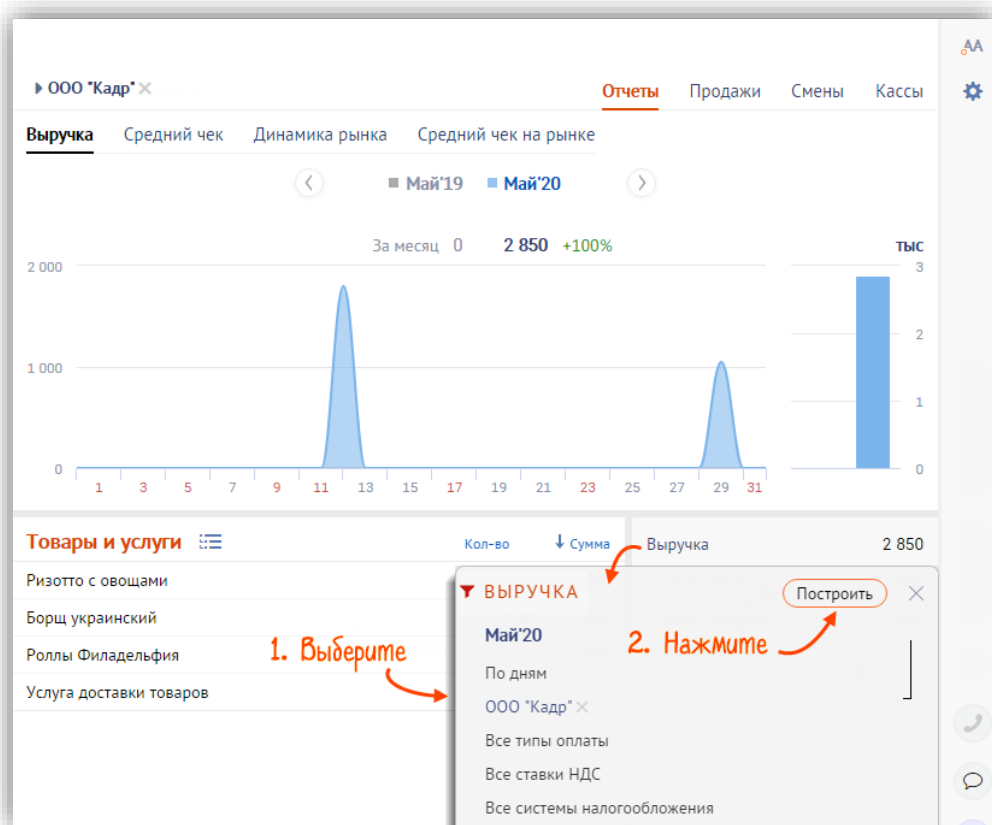 АА
ООО "Кадр" ×
Отчеты Продажи Смены Кассы
Выручка Средний чек Динамика рынка Средний чек на рынке
Май'19 Май'20
За месяц 0 2 850 +100%
тыс
2 000
3
2
1 000
1
0
0
1 3 5 7 9 11 13 15 17 19 21 23 25 27 29 31
Товары и услуги Кол-во ↓ Сумма
Выручка 2 850
Ризотто с овощами
Борщ украинский
Роллы Филадельфия
Услуга доставки товаров
ВЫРУЧКА Построить ×
1. Выберите
2. Нажмите
Май'20
По дням
ООО "Кадр" ×
Все типы оплаты
Все ставки НДС
Все системы налогообложения